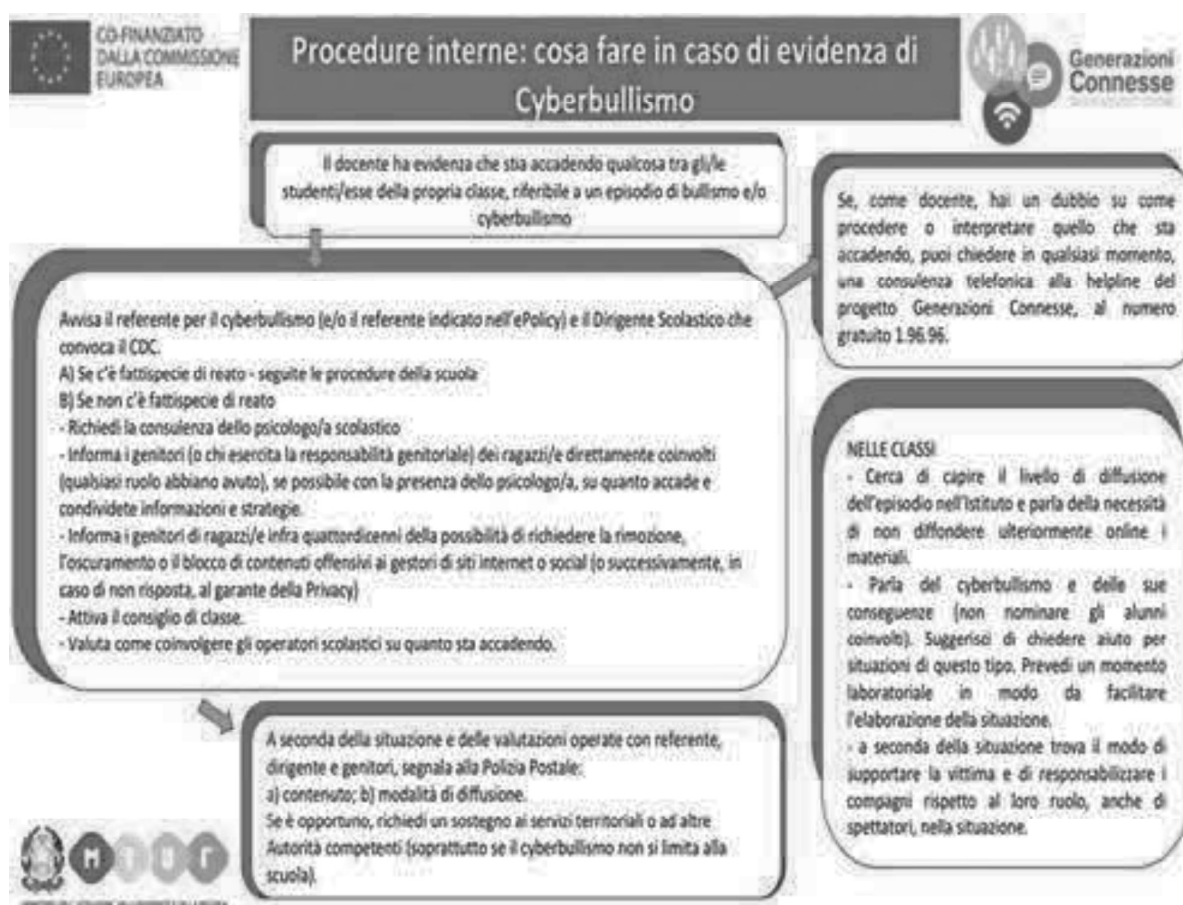 CO-FINANZIATO
DALLA COMMISSIONE
EUROPEA
Procedure interne: cosa fare in caso di evidenza di
Cyberbullismo
Generazioni
Connesse
Il docente ha evidenza che stia accadendo qualcosa tra gli/le
studenti/esse della propria classe, riferibile a un episodio di bullismo e/o
cyberbullismo
Se, come docente, hai un dubbio su come
procedere o interpretare quello che sta
accadendo, puoi chiedere in qualsiasi momento,
una consulenza telefonica alla helpline del
progetto Generazioni Connesse, al numero
gratuito 1.96.96.
Avvisa il referente per il cyberbullismo (e/o il referente indicato nell'ePolicy) e il Dirigente Scolastico che
convoca il CDC.
A) Se c'è fattispecie di reato - seguite le procedure della scuola
B) Se non c'è fattispecie di reato
- Richiedi la consulenza dello psicologo/a scolastico
- Informa i genitori (o chi esercita la responsabilità genitoriale) dei ragazzi/e direttamente coinvolti
(qualsiasi ruolo abbiano avuto), se possibile con la presenza dello psicologo/a, su quanto accade e
condividete informazioni e strategie.
- Informa i genitori di ragazzi/e infra quattordicenni della possibilità di richiedere la rimozione,
l'oscuramento o il blocco di contenuti offensivi ai gestori di siti internet o social (o successivamente, in
caso di non risposta, al garante della Privacy)
- Attiva il consiglio di classe.
- Valuta come coinvolgere gli operatori scolastici su quanto sta accadendo.
NELLE CLASSI
- Cerca di capire il livello di diffusione
dell'episodio nell'Istituto e parla della necessità
di non diffondere ulteriormente online i
materiali.
- Parla del cyberbullismo e delle sue
conseguenze (non nominare gli alunni
coinvolti). Suggerisci di chiedere aiuto per
situazioni di questo tipo. Prevedi un momento
laboratoriale in modo da facilitare
l'elaborazione della situazione.
- a seconda della situazione trova il modo di
supportare la vittima e di responsabilizzare i
compagni rispetto al loro ruolo, anche di
spettatori, nella situazione.
A seconda della situazione e delle valutazioni operate con referente,
dirigente e genitori, segnala alla Polizia Postale:
a) contenuto; b) modalità di diffusione.
Se è opportuno, richiedi un sostegno ai servizi territoriali o ad altre
Autorità competenti (soprattutto se il cyberbullismo non si limita alla
scuola).
MIUR